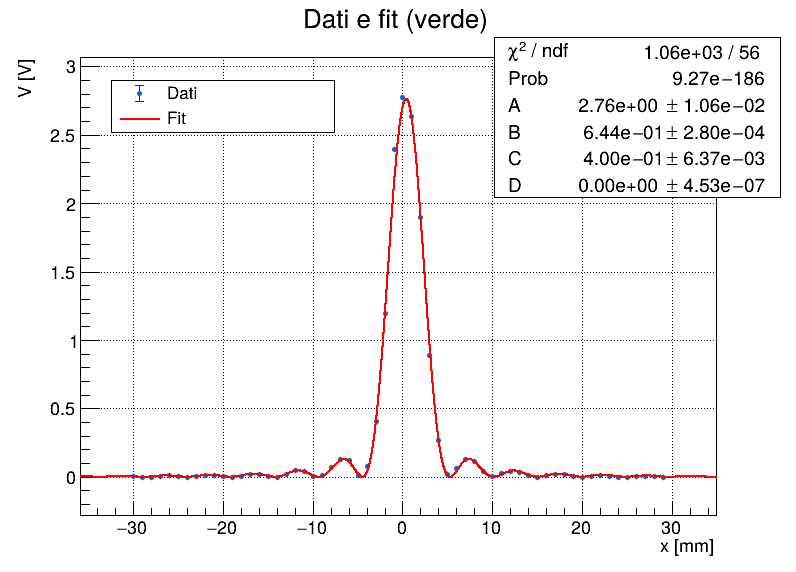 Dati e fit (verde)
χ² / ndf 1.06e+03 / 56
Prob 9.27e−186
A 2.76e+00 ± 1.06e−02
B 6.44e−01 ± 2.80e−04
C 4.00e−01 ± 6.37e−03
D 0.00e+00 ± 4.53e−07
V [V]
Dati
Fit
3
2.5
2
1.5
1
0.5
0
−30 −20 −10 0 10 20 30
x [mm]